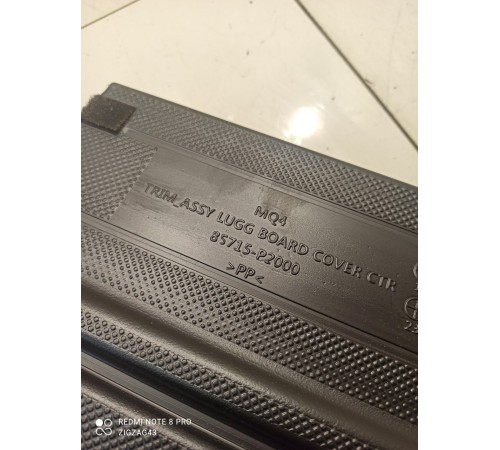 MQ4
TRIM_ASSY LUGG BOARD COVER CTR
85715-P2000
>PP<
REDMI NOTE 8 PRO
ZIGZAG43